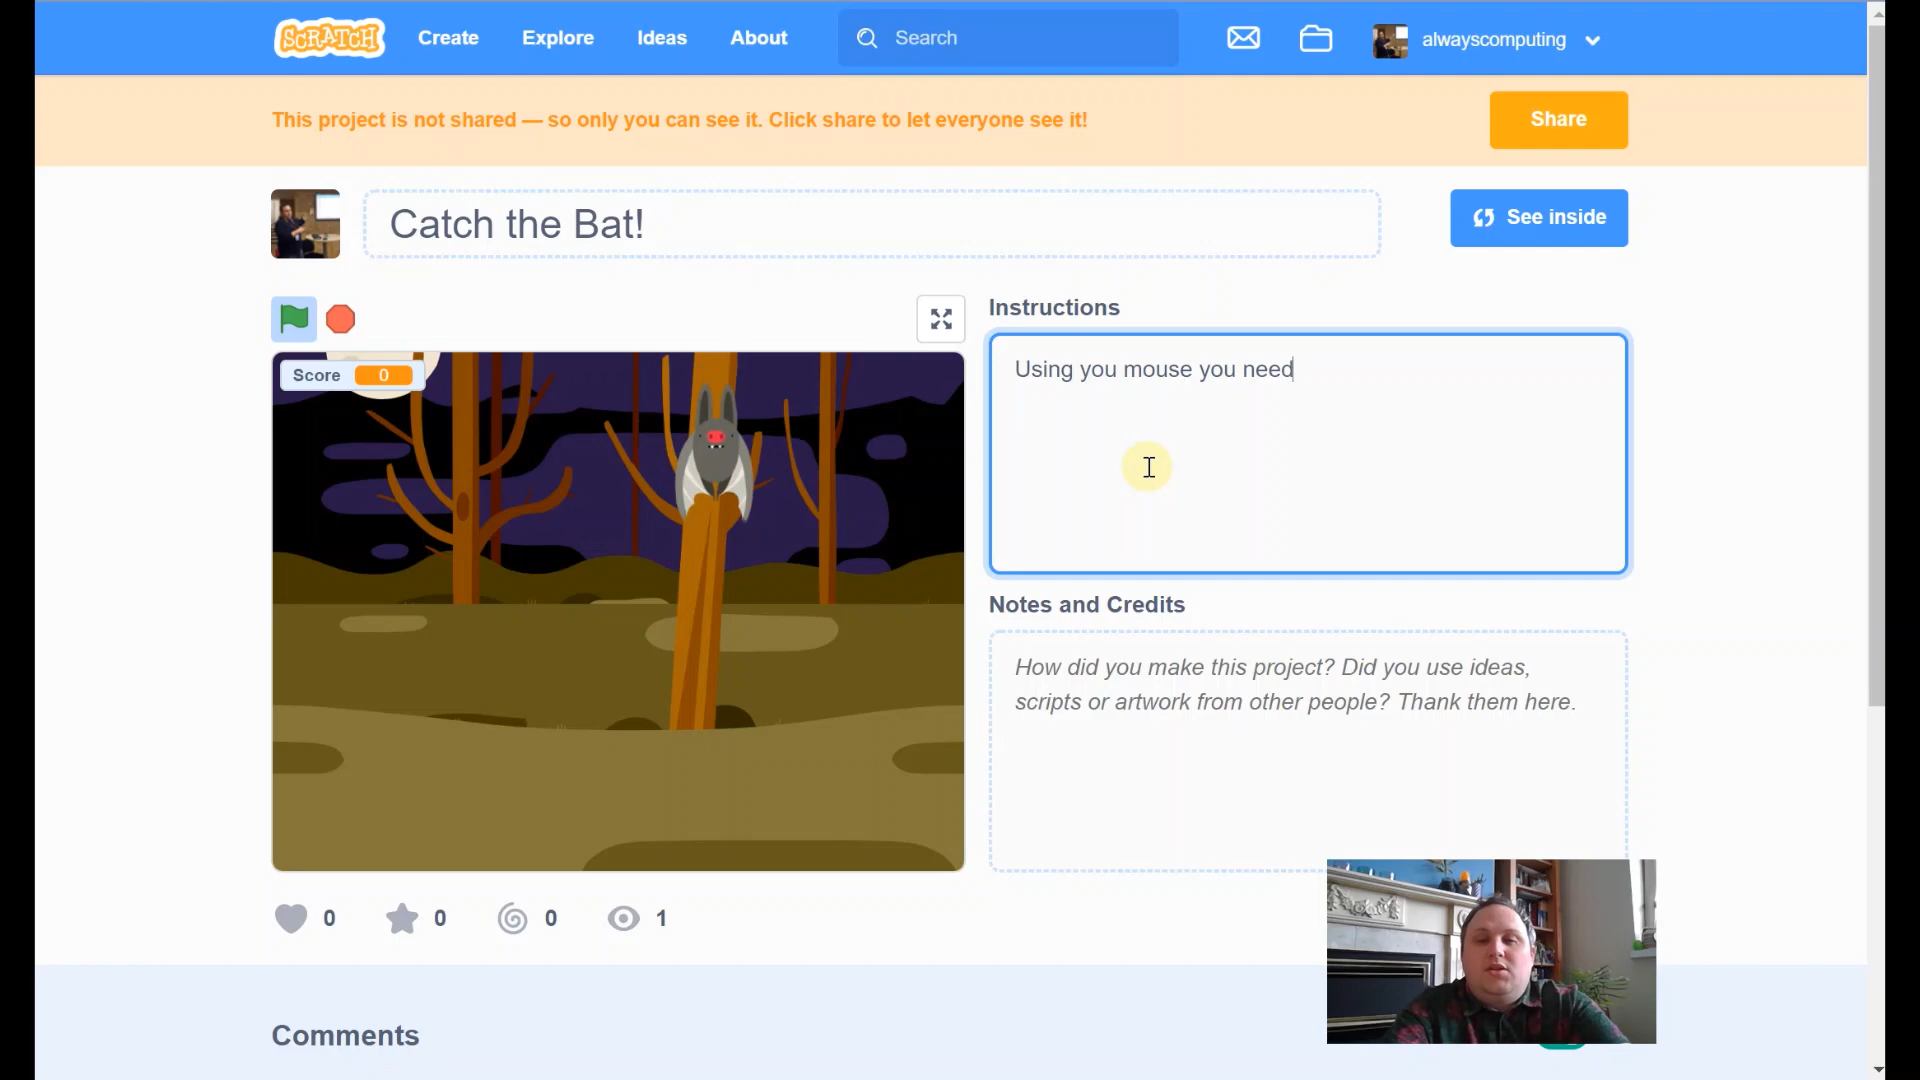 SCRATCH Create Explore Ideas About Search alwayscomputing
This project is not shared — so only you can see it. Click share to let everyone see it! Share
Catch the Bat! See inside
Instructions
Score 0
Using you mouse you need
Notes and Credits
How did you make this project? Did you use ideas,
scripts or artwork from other people? Thank them here.
0 0 0 1
Comments